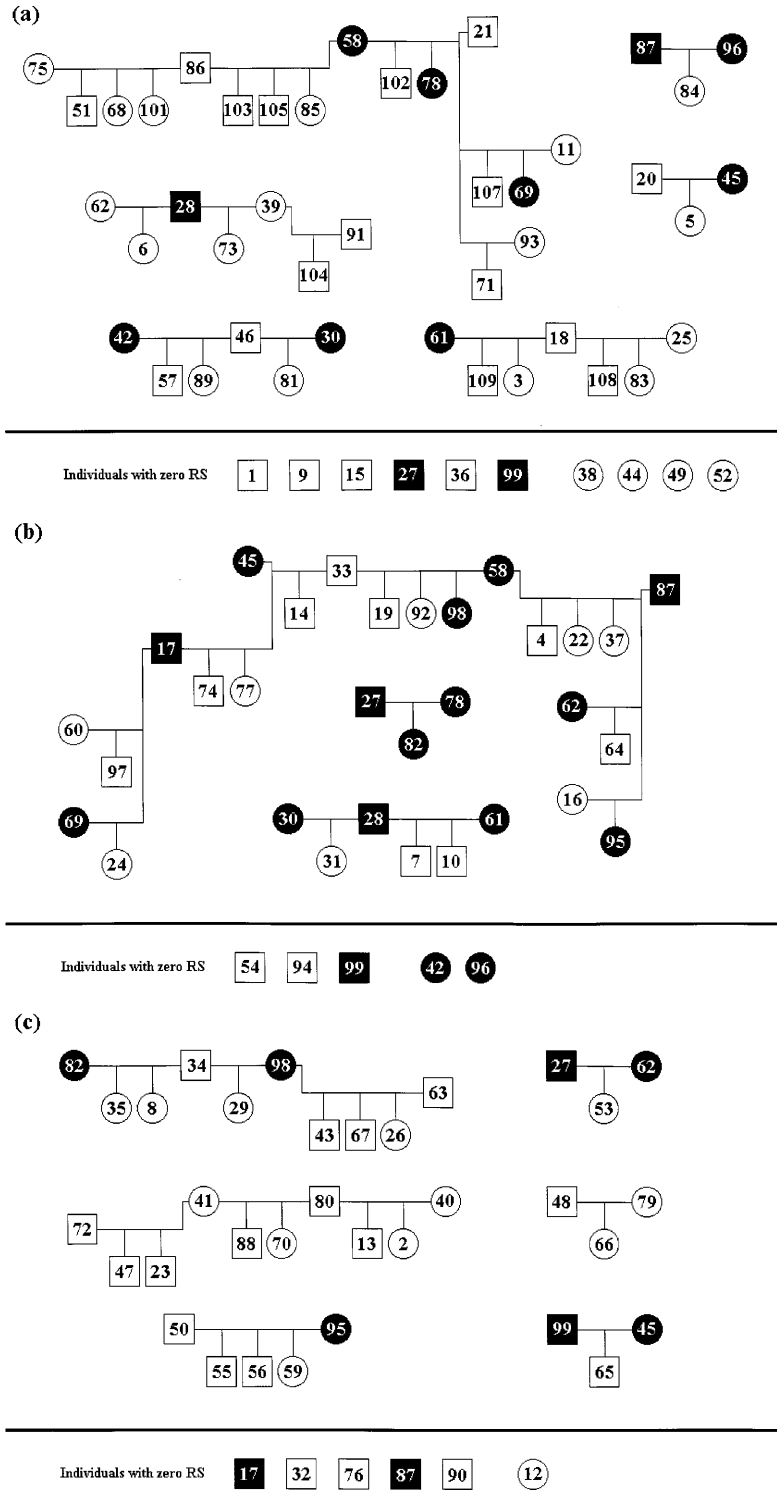 (a)
58 21 87 96
75 86
51 68 101 103 105 85 102 78 84
11
107 69 20 45
62 28 39 5
6 73 91 93
104 71
42 46 30 61 18 25
57 89 81 109 3 108 83
Individuals with zero RS 1 9 15 27 36 99 38 44 49 52
(b)
45 33 58 87
14 19 92 98 4 22 37
17
74 77
27 78 62
60 82 64
97
16
69 30 28 61
24 31 7 10 95
Individuals with zero RS 54 94 99 42 96
(c)
82 34 98 27 62
63
35 8 29 43 67 26 53
41 80 40 48 79
72
88 70 13 2 66
47 23
50 95 99 45
55 56 59 65
Individuals with zero RS 17 32 76 87 90 12